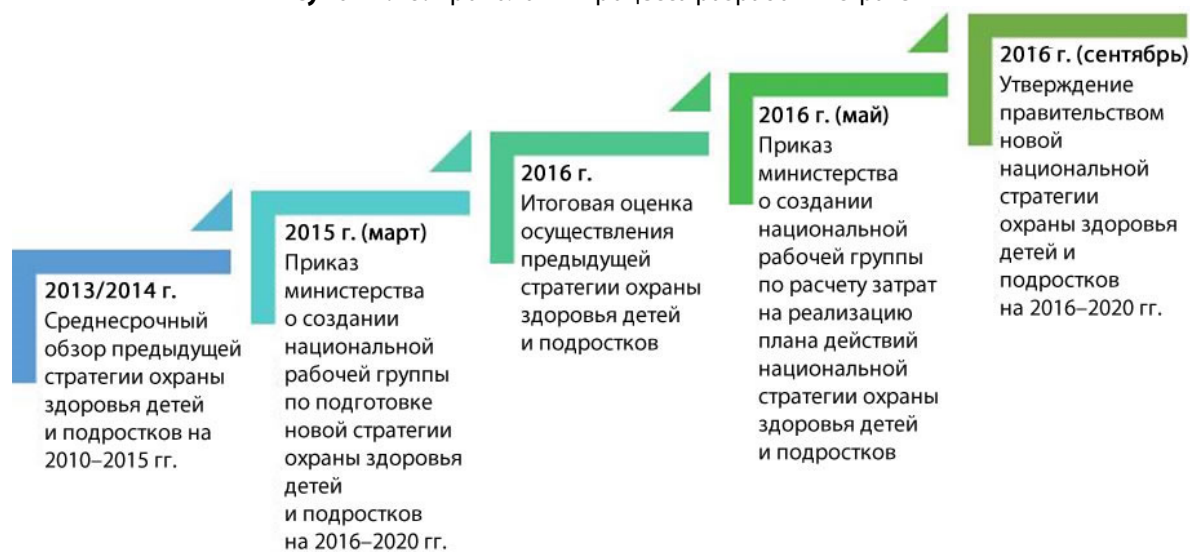 2013/2014 г.
Среднесрочный
обзор предыдущей
стратегии охраны
здоровья детей
и подростков на
2010–2015 гг.
2015 г. (март)
Приказ
министерства
о создании
национальной
рабочей группы
по подготовке
новой стратегии
охраны здоровья
детей
и подростков
на 2016–2020 гг.
2016 г.
Итоговая оценка
осуществления
предыдущей
стратегии охраны
здоровья детей
и подростков
2016 г. (май)
Приказ
министерства
о создании
национальной
рабочей группы
по расчету затрат
на реализацию
плана действий
национальной
стратегии охраны
здоровья детей
и подростков
2016 г. (сентябрь)
Утверждение
правительством
новой
национальной
стратегии
охраны здоровья
детей и
подростков
на 2016–2020 гг.